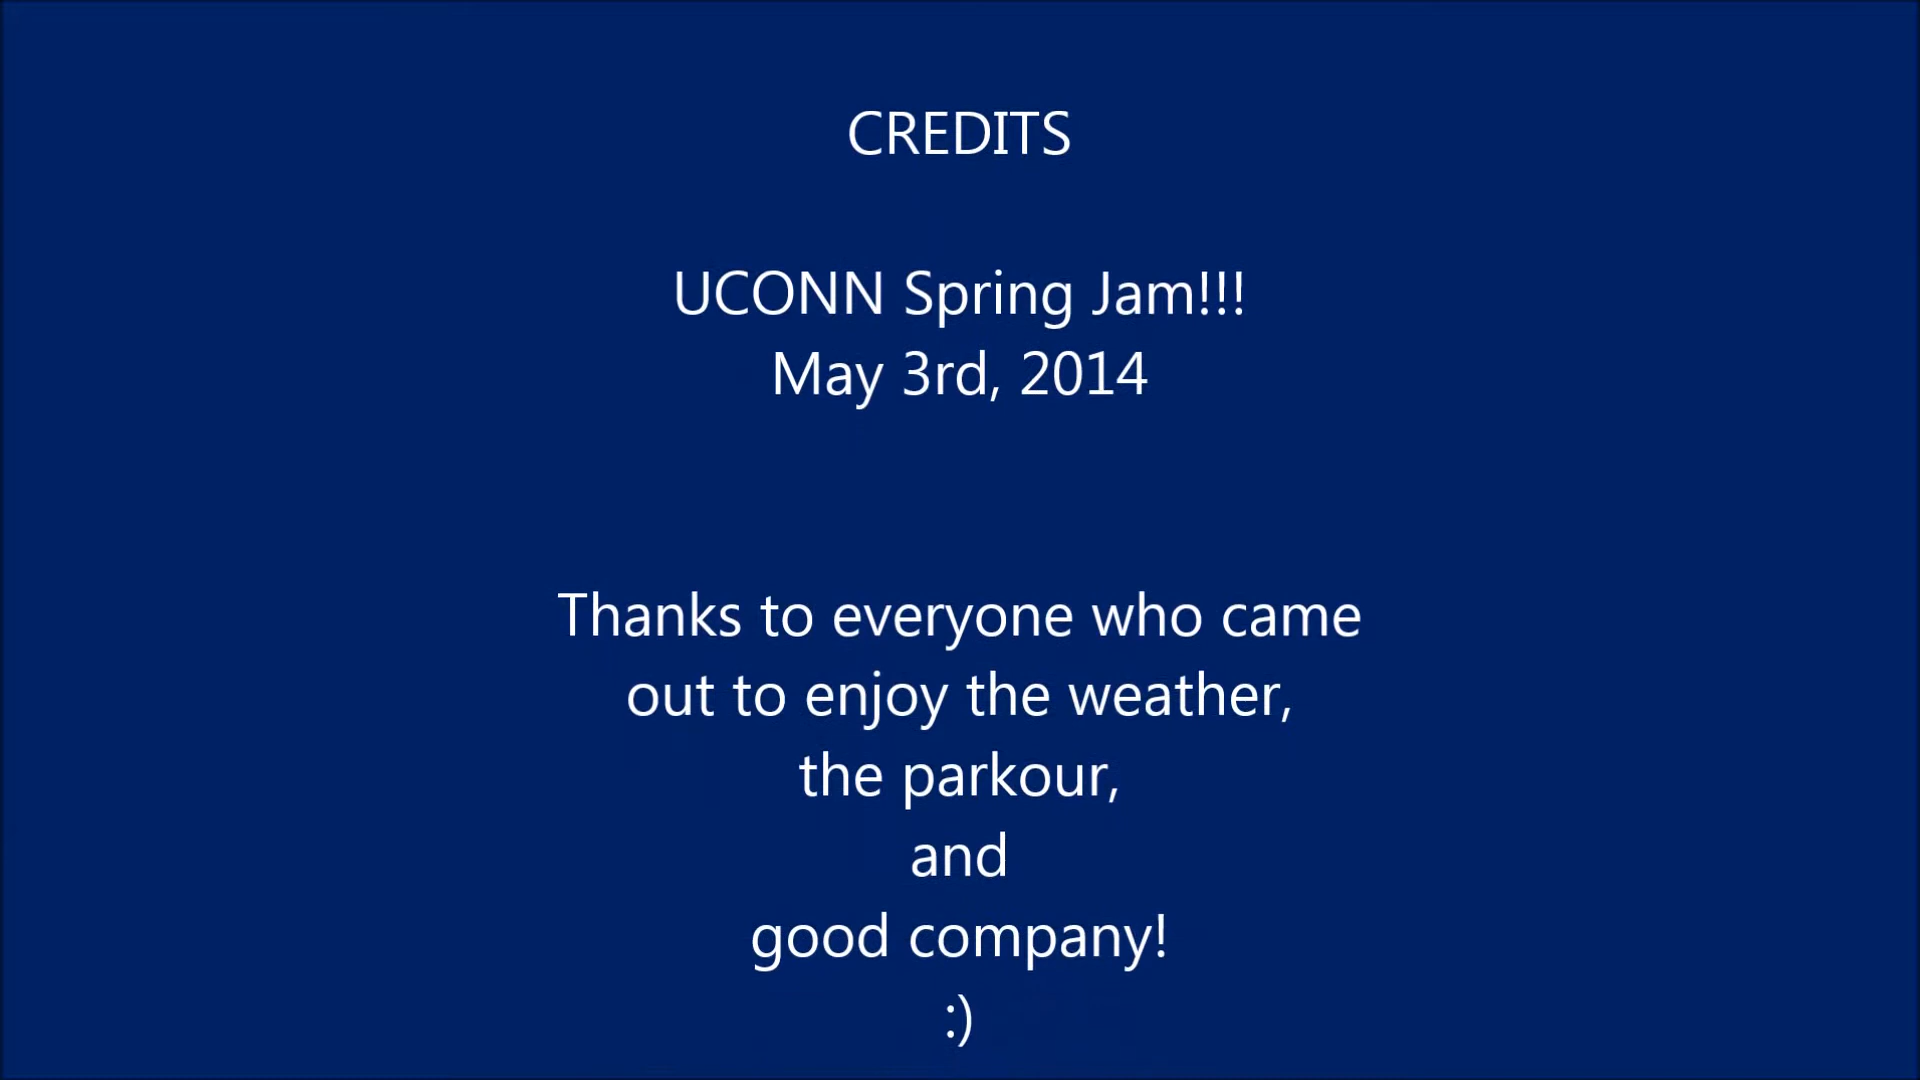 CREDITS
UCONN Spring Jam!!!
May 3rd, 2014
Thanks to everyone who came
out to enjoy the weather,
the parkour,
and
good company!
:)